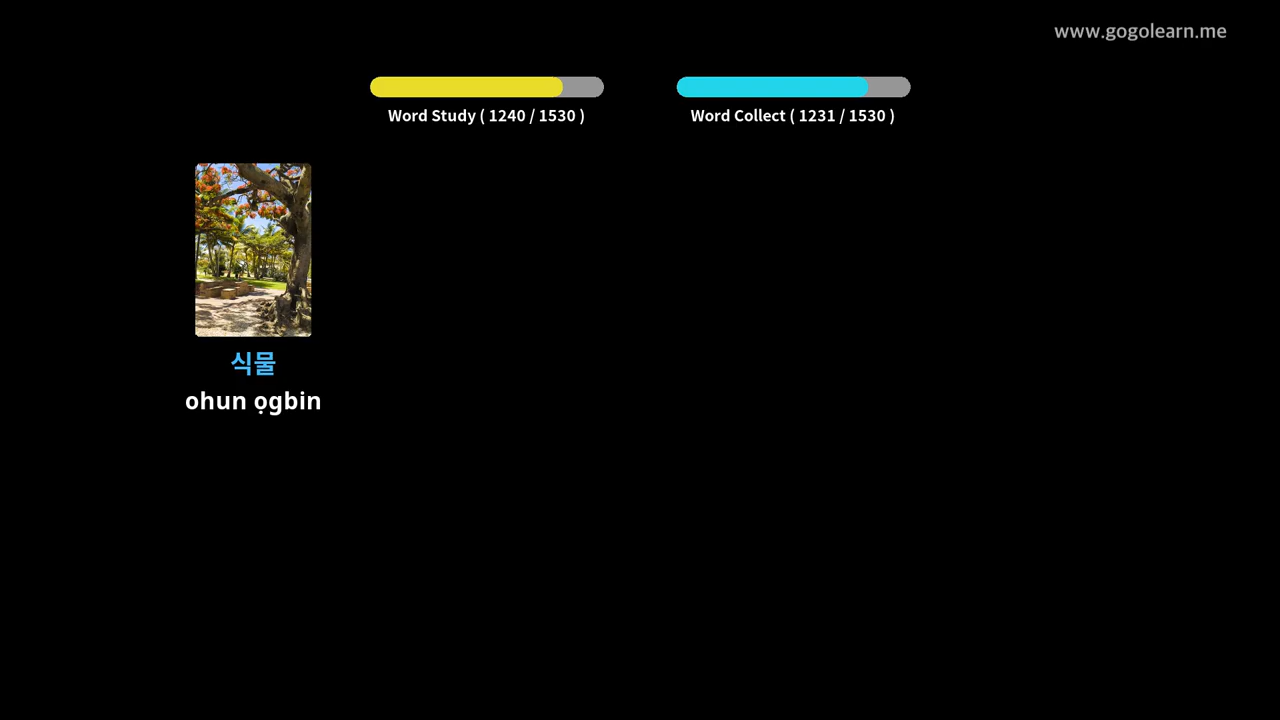 www.gogolearn.me
Word Study ( 1240 / 1530 )
Word Collect ( 1231 / 1530 )
식물
ohun ọgbin